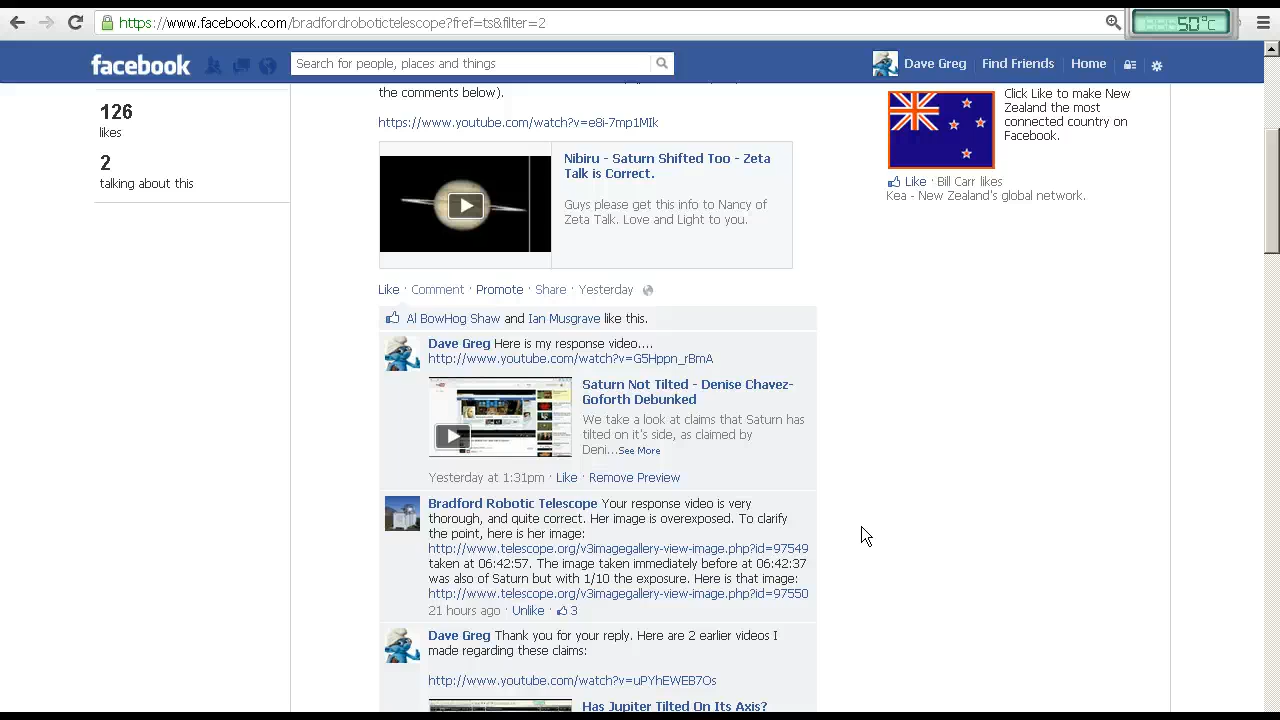 https://www.facebook.com/bradfordrobotictelescope?fref=ts&filter=2
50°C
facebook
Search for people, places and things
Dave Greg
Find Friends
Home
126
likes
2
talking about this
the comments below).
https://www.youtube.com/watch?v=e8i-7mp1MIk
Nibiru - Saturn Shifted Too - Zeta
Talk is Correct.
Guys please get this info to Nancy of
Zeta Talk. Love and Light to you.
Like · Comment · Promote · Share · Yesterday
Al BowHog Shaw and Ian Musgrave like this.
Dave Greg Here is my response video....
http://www.youtube.com/watch?v=G5Hppn_rBmA
Saturn Not Tilted - Denise Chavez-
Goforth Debunked
We take a look at claims that Saturn has
tilted on it's side, as claimed by
Deni...See More
Yesterday at 1:31pm · Like · Remove Preview
Bradford Robotic Telescope Your response video is very
thorough, and quite correct. Her image is overexposed. To clarify
the point, here is her image:
http://www.telescope.org/v3imagegallery-view-image.php?id=97549
taken at 06:42:57. The image taken immediately before at 06:42:37
was also of Saturn but with 1/10 the exposure. Here is that image:
http://www.telescope.org/v3imagegallery-view-image.php?id=97550
21 hours ago · Unlike · 3
Dave Greg Thank you for your reply. Here are 2 earlier videos I
made regarding these claims:
http://www.youtube.com/watch?v=uPYhEWEB7Os
Has Jupiter Tilted On Its Axis?
Click Like to make New
Zealand the most
connected country on
Facebook.
Like · Bill Carr likes
Kea - New Zealand's global network.